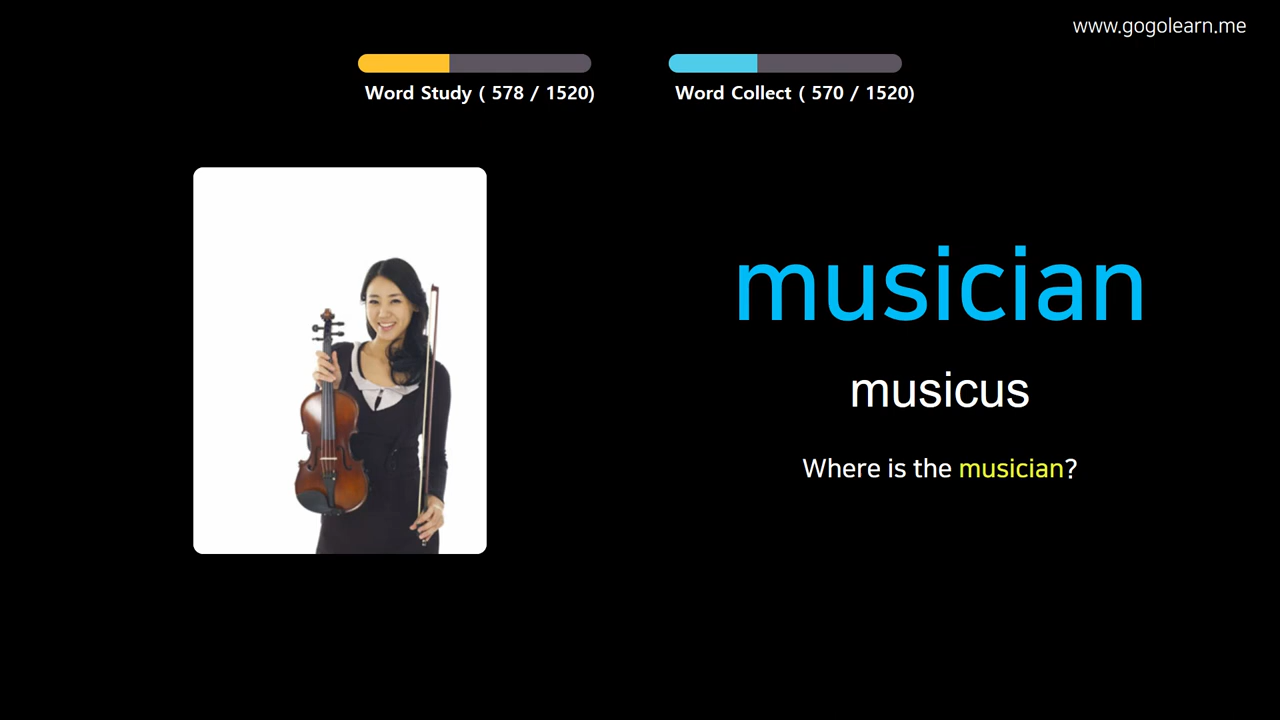 www.gogolearn.me
Word Study ( 578 / 1520)
Word Collect ( 570 / 1520)
musician
musicus
Where is the musician?